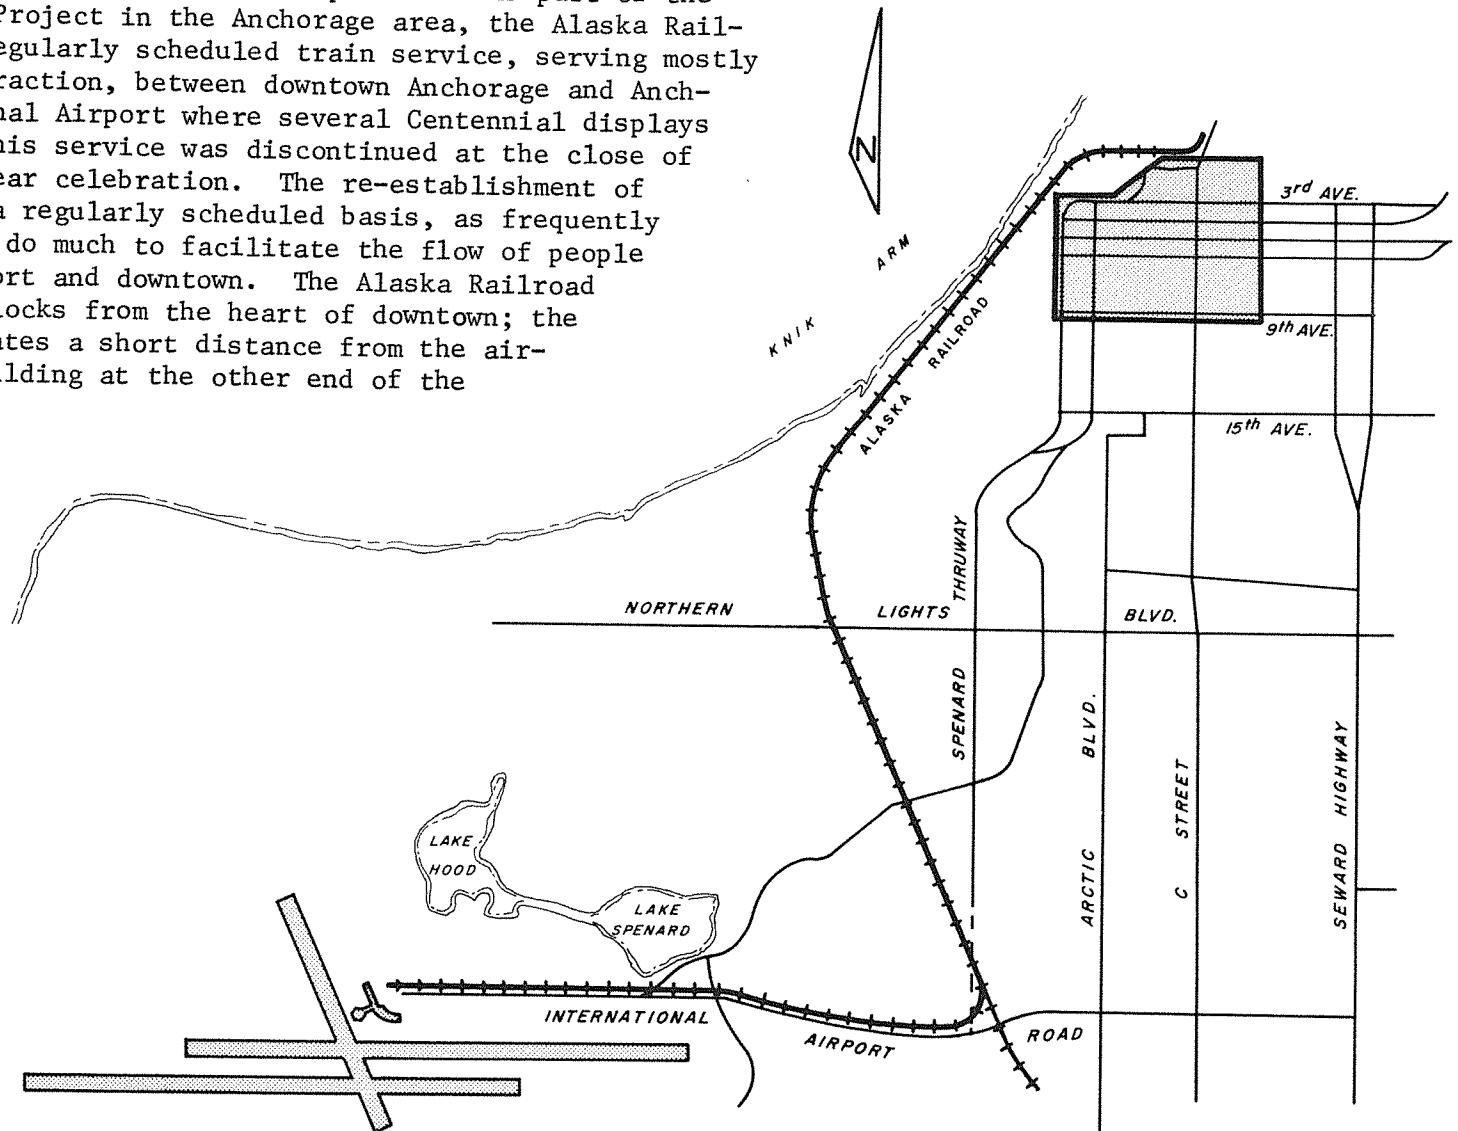 Project in the Anchorage area, the Alaska Rail-
egularly scheduled train service, serving mostly
raction, between downtown Anchorage and Anch-
nal Airport where several Centennial displays
his service was discontinued at the close of
ear celebration. The re-establishment of
a regularly scheduled basis, as frequently
do much to facilitate the flow of people
ort and downtown. The Alaska Railroad
locks from the heart of downtown; the
ates a short distance from the air-
ilding at the other end of the
N
KNIK ARM
ALASKA RAILROAD
3rd AVE.
9th AVE.
15th AVE.
NORTHERN LIGHTS BLVD.
SPENARD THRUWAY
ARCTIC BLVD.
C STREET
SEWARD HIGHWAY
LAKE
HOOD
LAKE
SPENARD
INTERNATIONAL AIRPORT ROAD